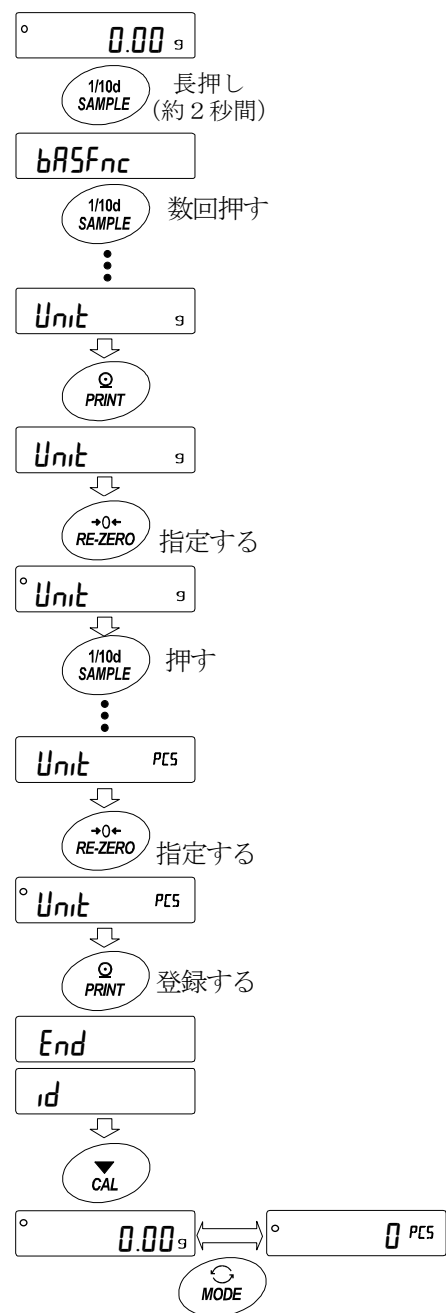 0.00 g
1/10d
SAMPLE
長押し
(約2秒間)
bASFnc
1/10d
SAMPLE
数回押す
Unit g
PRINT
Unit g
→0←
RE-ZERO
指定する
Unit g
1/10d
SAMPLE
押す
Unit PCS
→0←
RE-ZERO
指定する
Unit PCS
PRINT
登録する
End
id
CAL
0.00 g
0 PCS
MODE